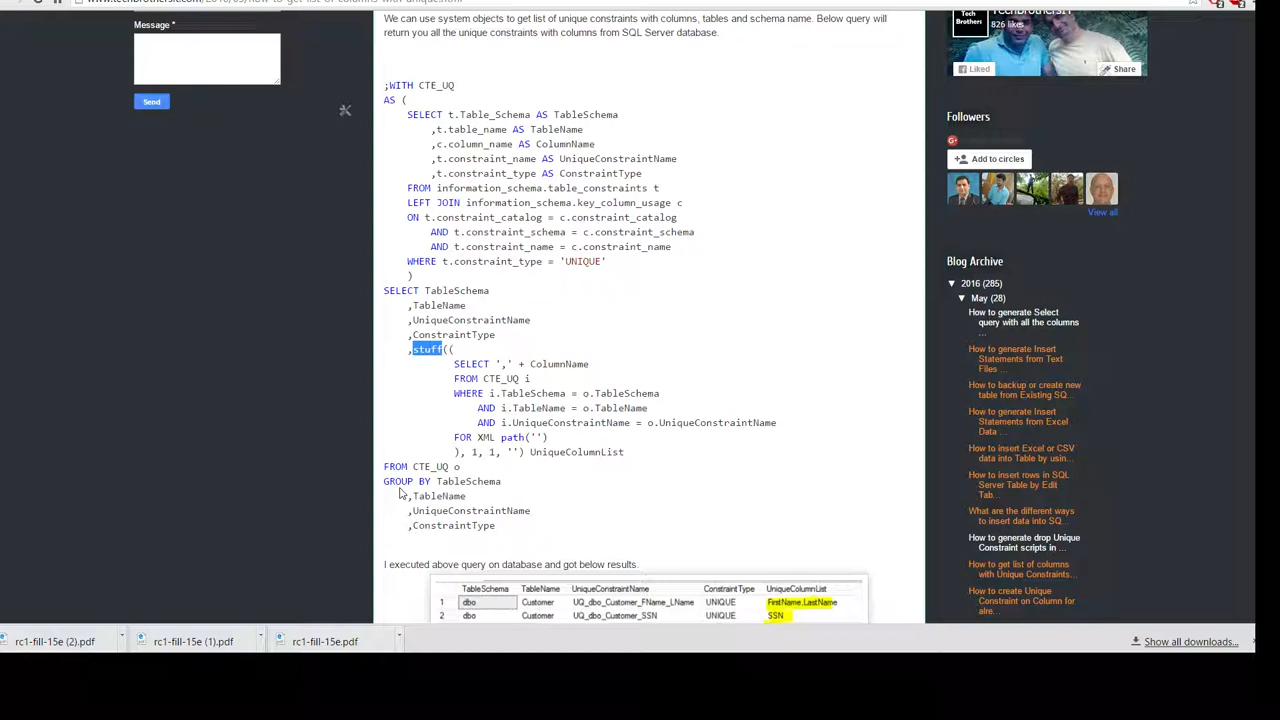 Message *
Send
We can use system objects to get list of unique constraints with columns, tables and schema name. Below query will
return you all the unique constraints with columns from SQL Server database.
;WITH CTE_UQ
AS (
SELECT t.Table_Schema AS TableSchema
,t.table_name AS TableName
,c.column_name AS ColumnName
,t.constraint_name AS UniqueConstraintName
,t.constraint_type AS ConstraintType
FROM information_schema.table_constraints t
LEFT JOIN information_schema.key_column_usage c
ON t.constraint_catalog = c.constraint_catalog
AND t.constraint_schema = c.constraint_schema
AND t.constraint_name = c.constraint_name
WHERE t.constraint_type = 'UNIQUE'
)
SELECT TableSchema
,TableName
,UniqueConstraintName
,ConstraintType
,stuff((
SELECT ',' + ColumnName
FROM CTE_UQ i
WHERE i.TableSchema = o.TableSchema
AND i.TableName = o.TableName
AND i.UniqueConstraintName = o.UniqueConstraintName
FOR XML path('')
), 1, 1, '') UniqueColumnList
FROM CTE_UQ o
GROUP BY TableSchema
,TableName
,UniqueConstraintName
,ConstraintType
I executed above query on database and got below results.
TableSchema TableName UniqueConstraintName ConstraintType UniqueColumnList
1 dbo Customer UQ_dbo_Customer_FName_LName UNIQUE FirstName,LastName
2 dbo Customer UQ_dbo_Customer_SSN UNIQUE SSN
Tech
Brothers
826 likes
Liked
Share
Followers
Add to circles
View all
Blog Archive
▼ 2016 (285)
▼ May (28)
How to generate Select
query with all the columns
...
How to generate Insert
Statements from Text
Files ...
How to backup or create new
table from Existing SQ...
How to generate Insert
Statements from Excel
Data ...
How to insert Excel or CSV
data into Table by usin...
How to insert rows in SQL
Server Table by Edit
Tab...
What are the different ways
to insert data into SQ...
How to generate drop Unique
Constraint scripts in ...
How to get list of columns
with Unique Constraints...
How to create Unique
Constraint on Column for
alre...
rc1-fill-15e (2).pdf
rc1-fill-15e (1).pdf
rc1-fill-15e.pdf
Show all downloads...